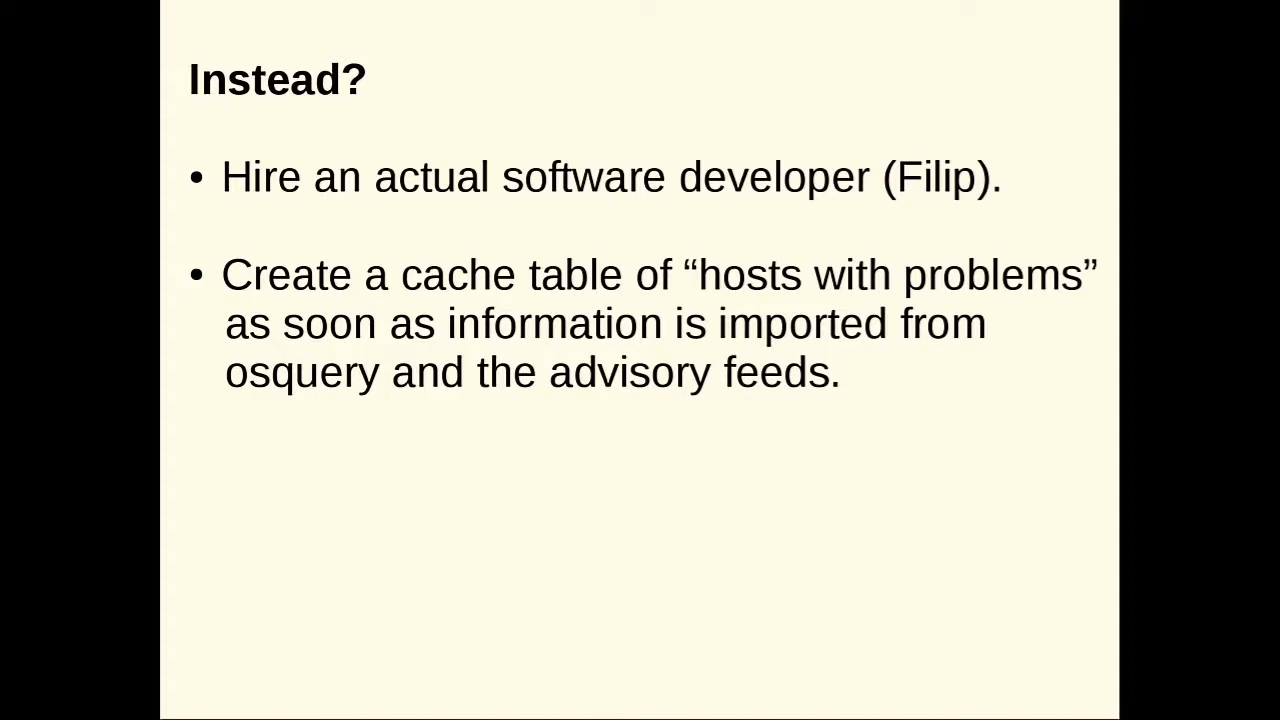 Instead?
• Hire an actual software developer (Filip).
• Create a cache table of “hosts with problems”
as soon as information is imported from
osquery and the advisory feeds.